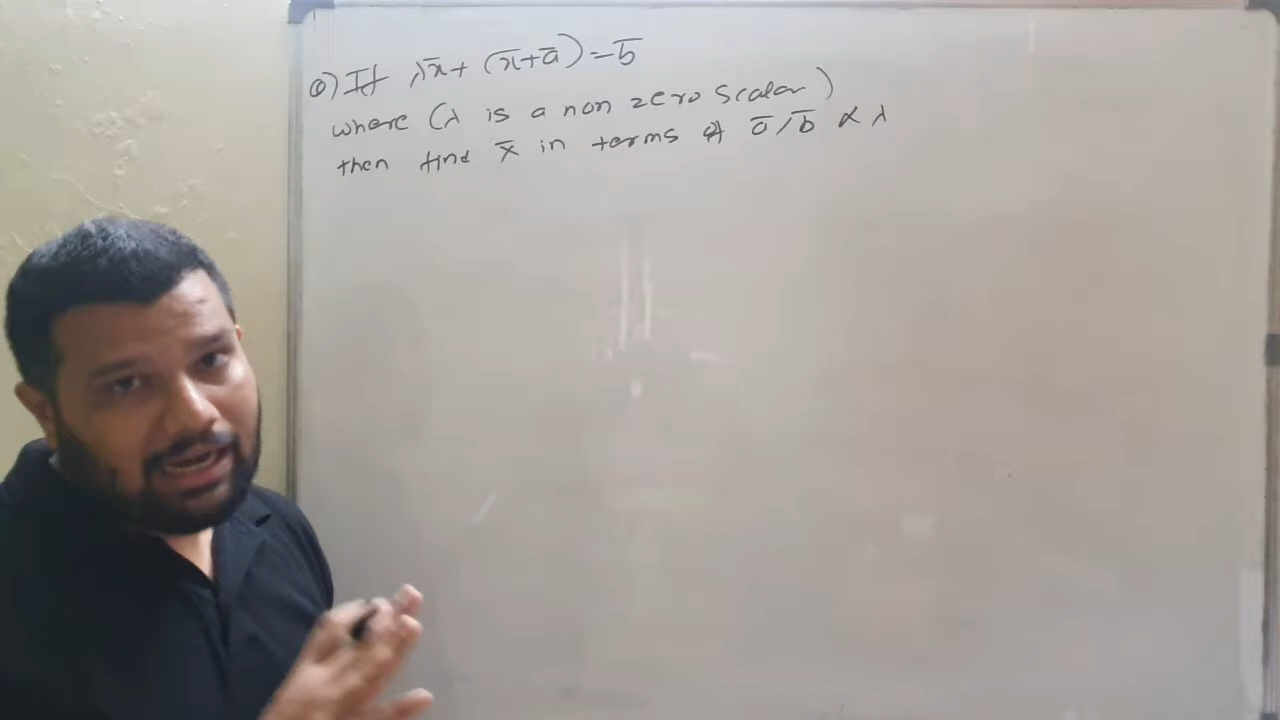 Q) If λx̄ + (x̄+ā) = b̄
where (λ is a non zero scalar)
then find x̄ in terms of ā, b̄ & λ